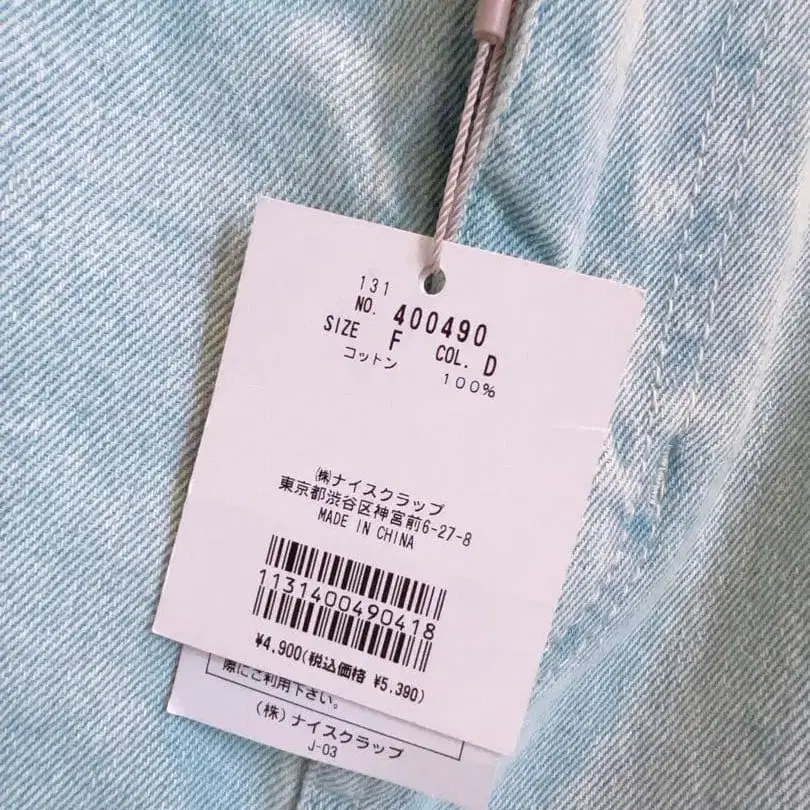 131
NO. 400490
SIZE F COL. D
コットン 100%
㈱ナイスクラップ
東京都渋谷区神宮前6-27-8
MADE IN CHINA
1131400490418
¥4,900(税込価格 ¥5,390)
際にご利用下さい。
(株)ナイスクラップ
J-03